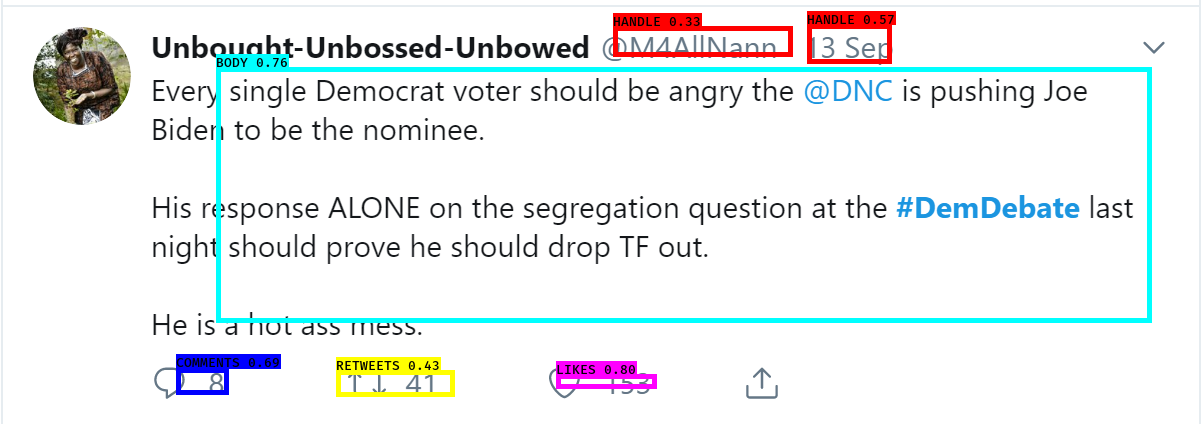 HANDLE 0.33
HANDLE 0.57
Unbought-Unbossed-Unbowed @M4AllNann 13 Sep
BODY 0.76
Every single Democrat voter should be angry the @DNC is pushing Joe
Biden to be the nominee.
His response ALONE on the segregation question at the #DemDebate last
night should prove he should drop TF out.
He is a hot ass mess.
COMMENTS 0.69
RETWEETS 0.43
LIKES 0.80
8 41 153